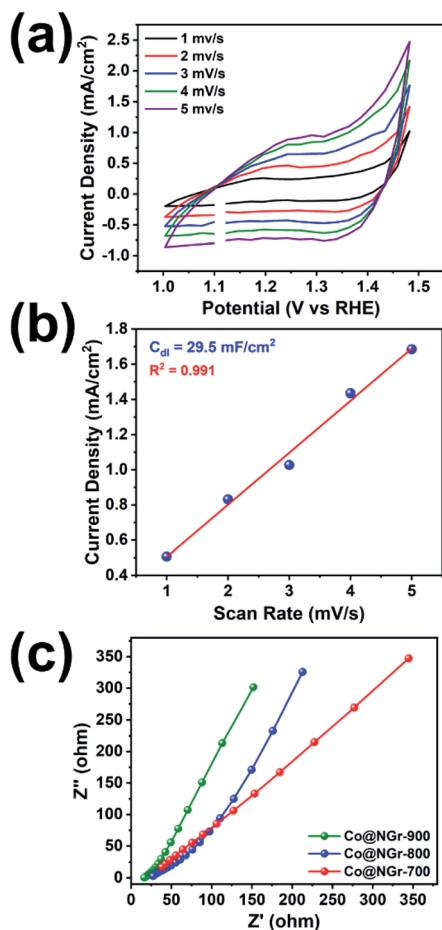 (a)
1 mv/s
2 mv/s
3 mV/s
4 mV/s
5 mv/s
Current Density (mA/cm²)
2.5
2.0
1.5
1.0
0.5
0.0
-0.5
-1.0
1.0 1.1 1.2 1.3 1.4 1.5
Potential (V vs RHE)
(b)
C_dl = 29.5 mF/cm²
R² = 0.991
Current Density (mA/cm²)
1.8
1.6
1.4
1.2
1.0
0.8
0.6
0.4
1 2 3 4 5
Scan Rate (mV/s)
(c)
Z'' (ohm)
350
300
250
200
150
100
50
0
Co@NGr-900
Co@NGr-800
Co@NGr-700
0 50 100 150 200 250 300 350
Z' (ohm)